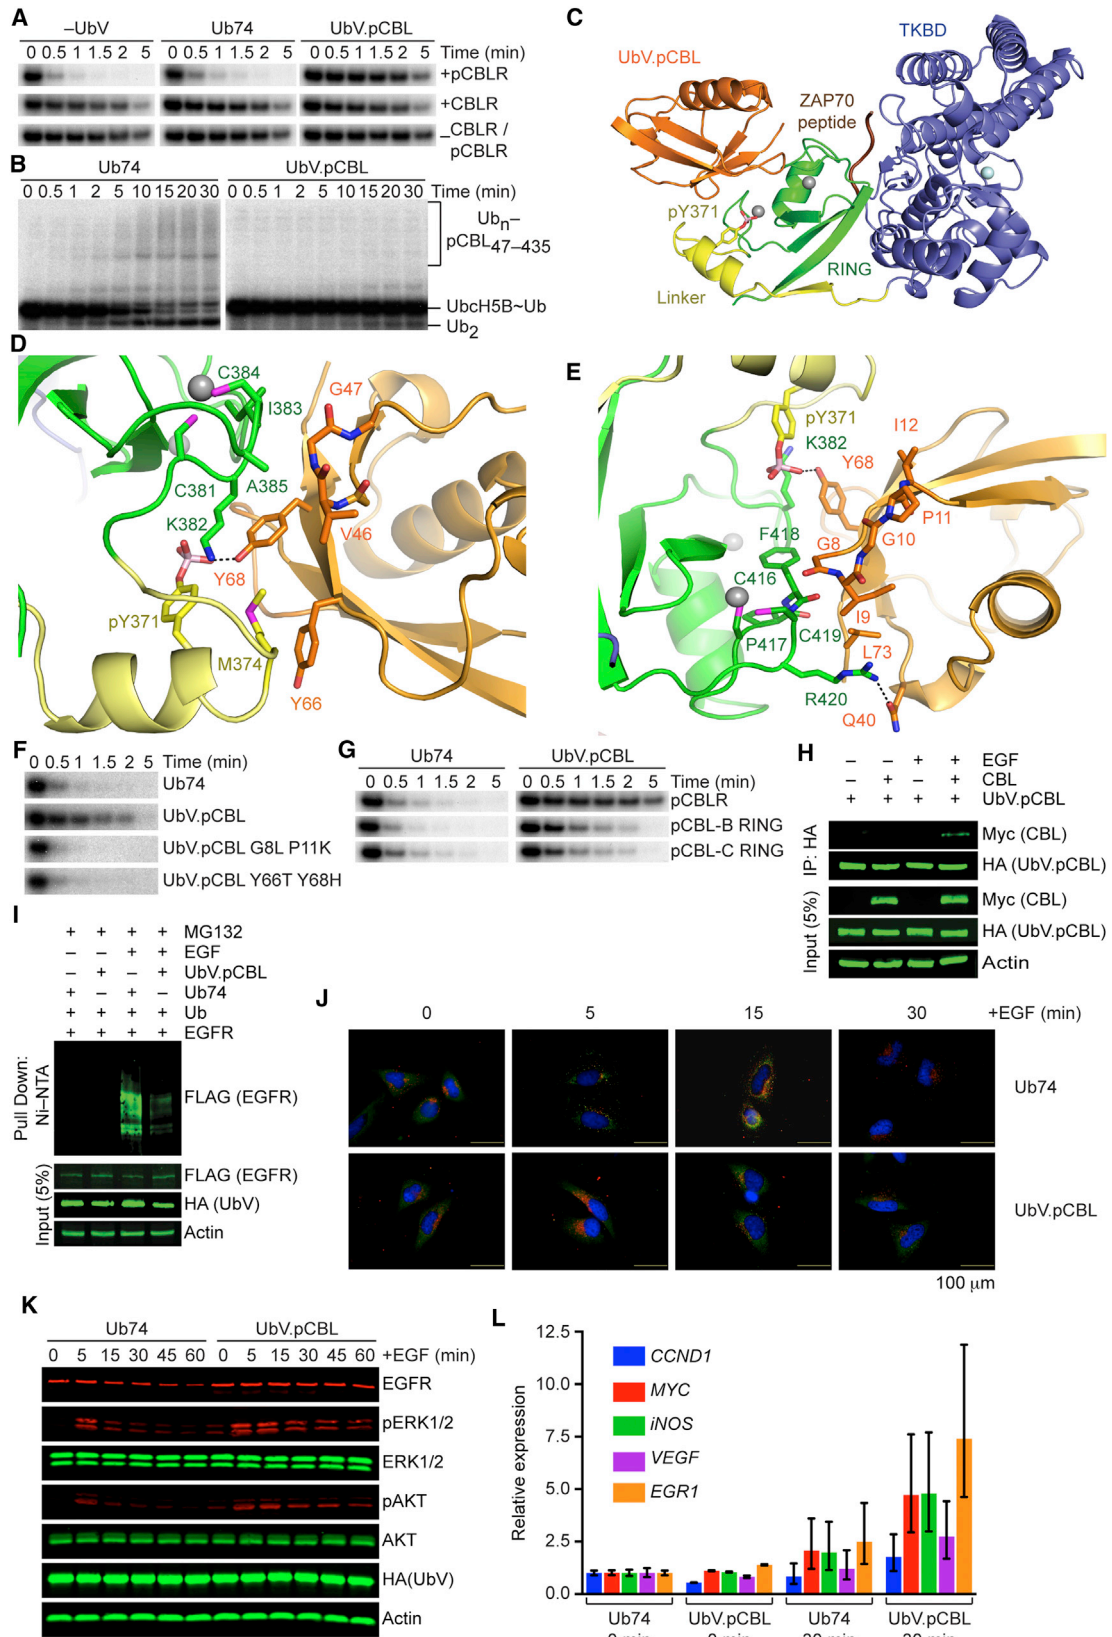 A
–UbV Ub74 UbV.pCBL
0 0.5 1 1.5 2 5 0 0.5 1 1.5 2 5 0 0.5 1 1.5 2 5 Time (min)
+pCBLR
+CBLR
–CBLR /
pCBLR
B
Ub74 UbV.pCBL
0 0.5 1 2 5 10 15 20 30 0 0.5 1 2 5 10 15 20 30 Time (min)
Ubn–
pCBL47–435
UbcH5B~Ub
Ub2
C
TKBD
UbV.pCBL
ZAP70
peptide
pY371
RING
Linker
D
C384
G47
I383
C381
A385
K382
V46
Y68
pY371
M374
Y66
E
pY371
K382
I12
Y68
P11
F418
G8
G10
C416
I9
P417
C419
L73
R420
Q40
F
0 0.5 1 1.5 2 5 Time (min)
Ub74
UbV.pCBL
UbV.pCBL G8L P11K
UbV.pCBL Y66T Y68H
G
Ub74 UbV.pCBL
0 0.5 1 1.5 2 5 0 0.5 1 1.5 2 5 Time (min)
pCBLR
pCBL-B RING
pCBL-C RING
H
– – + + EGF
– + – + CBL
+ + + + UbV.pCBL
IP: HA
Myc (CBL)
HA (UbV.pCBL)
Input (5%)
Myc (CBL)
HA (UbV.pCBL)
Actin
I
+ + + + MG132
– – + + EGF
– + – + UbV.pCBL
+ – + – Ub74
+ + + + Ub
+ + + + EGFR
Pull Down:
Ni–NTA
FLAG (EGFR)
Input (5%)
FLAG (EGFR)
HA (UbV)
Actin
J
0 5 15 30 +EGF (min)
Ub74
UbV.pCBL
100 µm
K
Ub74 UbV.pCBL
0 5 15 30 45 60 0 5 15 30 45 60 +EGF (min)
EGFR
pERK1/2
ERK1/2
pAKT
AKT
HA(UbV)
Actin
L
Relative expression
12.5
10.0
7.5
5.0
2.5
0.0
CCND1
MYC
iNOS
VEGF
EGR1
Ub74 UbV.pCBL Ub74 UbV.pCBL
0 min 0 min 30 min 30 min